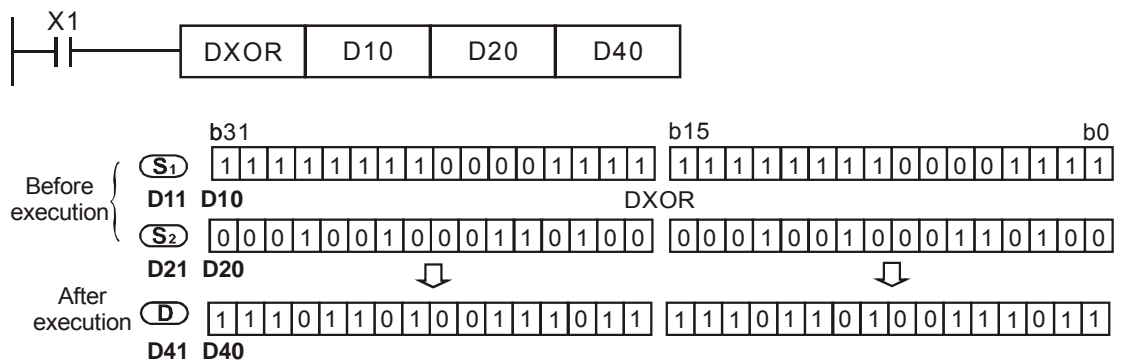 X1
DXOR D10 D20 D40
b31 b15 b0
Before execution
S1 1 1 1 1 1 1 1 1 0 0 0 0 1 1 1 1 1 1 1 1 1 1 1 1 0 0 0 0 1 1 1 1
D11 D10 DXOR
S2 0 0 0 1 0 0 1 0 0 0 1 1 0 1 0 0 0 0 0 1 0 0 1 0 0 0 1 1 0 1 0 0
D21 D20
After execution
D 1 1 1 0 1 1 0 1 0 0 1 1 1 0 1 1 1 1 1 0 1 1 0 1 0 0 1 1 1 0 1 1
D41 D40